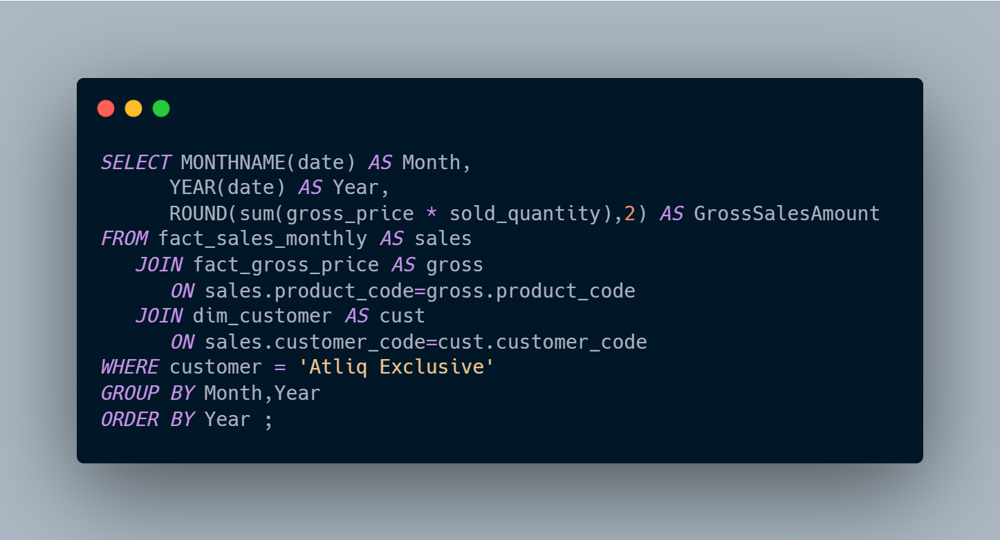 SELECT MONTHNAME(date) AS Month,
      YEAR(date) AS Year,
      ROUND(sum(gross_price * sold_quantity),2) AS GrossSalesAmount
FROM fact_sales_monthly AS sales
   JOIN fact_gross_price AS gross
      ON sales.product_code=gross.product_code
   JOIN dim_customer AS cust
      ON sales.customer_code=cust.customer_code
WHERE customer = 'Atliq Exclusive'
GROUP BY Month,Year
ORDER BY Year ;